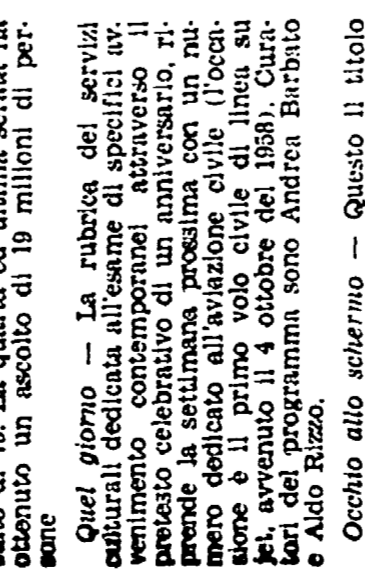 ottenuto un ascolto di 19 milioni di per-
sone
Quel giorno — La rubrica dei servizi
culturali dedicata all'esame di specifici av.
venimento contemporanei attraverso il
pretesto celebrativo di un anniversario, ri-
prende la settimana prossima con un nu-
mero dedicato all'aviazione civile (l'occa-
sione è il primo volo civile di linea su
jet, avvenuto il 4 ottobre del 1958). Cura-
tori del programma sono Andrea Barbato
e Aldo Rizzo.
Occhio allo schermo — Questo il titolo